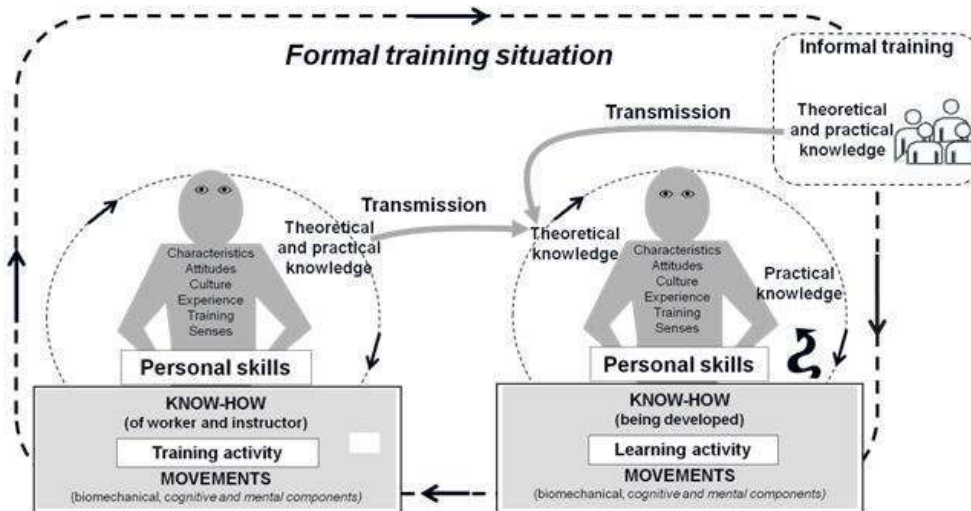 Formal training situation
Informal training
Theoretical
and practical
knowledge
Transmission
Transmission
Theoretical
and practical
knowledge
Characteristics
Attitudes
Culture
Experience
Training
Senses
Personal skills
KNOW-HOW
(of worker and instructor)
Training activity
MOVEMENTS
(biomechanical, cognitive and mental components)
Theoretical
knowledge
Characteristics
Attitudes
Culture
Experience
Training
Senses
Practical
knowledge
Personal skills
KNOW-HOW
(being developed)
Learning activity
MOVEMENTS
(biomechanical, cognitive and mental components)